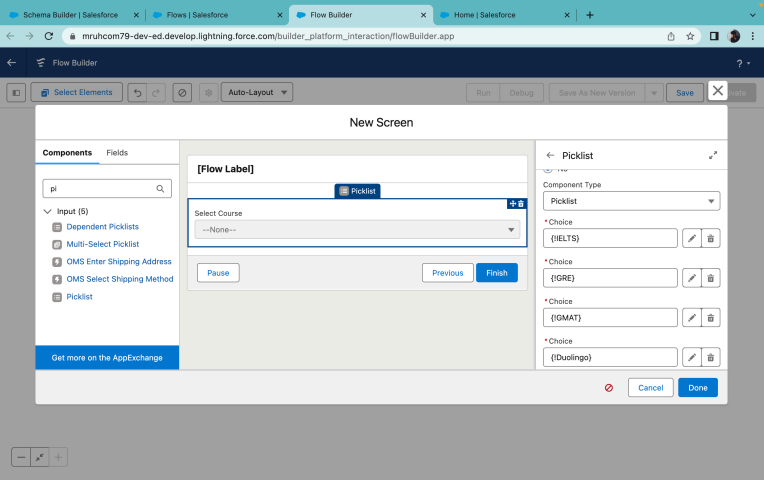 Schema Builder | Salesforce
Flows | Salesforce
Flow Builder
Home | Salesforce
mruhcom79-dev-ed.develop.lightning.force.com/builder_platform_interaction/flowBuilder.app
Flow Builder
?
Select Elements
Auto-Layout
Run
Debug
Save As New Version
Save
New Screen
Components
Fields
pi
Input (5)
Dependent Picklists
Multi-Select Picklist
OMS Enter Shipping Address
OMS Select Shipping Method
Picklist
Get more on the AppExchange
[Flow Label]
Picklist
Select Course
--None--
Pause
Previous
Finish
Picklist
No
Component Type
Picklist
*Choice
{!IELTS}
*Choice
{!GRE}
*Choice
{!GMAT}
*Choice
{!Duolingo}
Cancel
Done